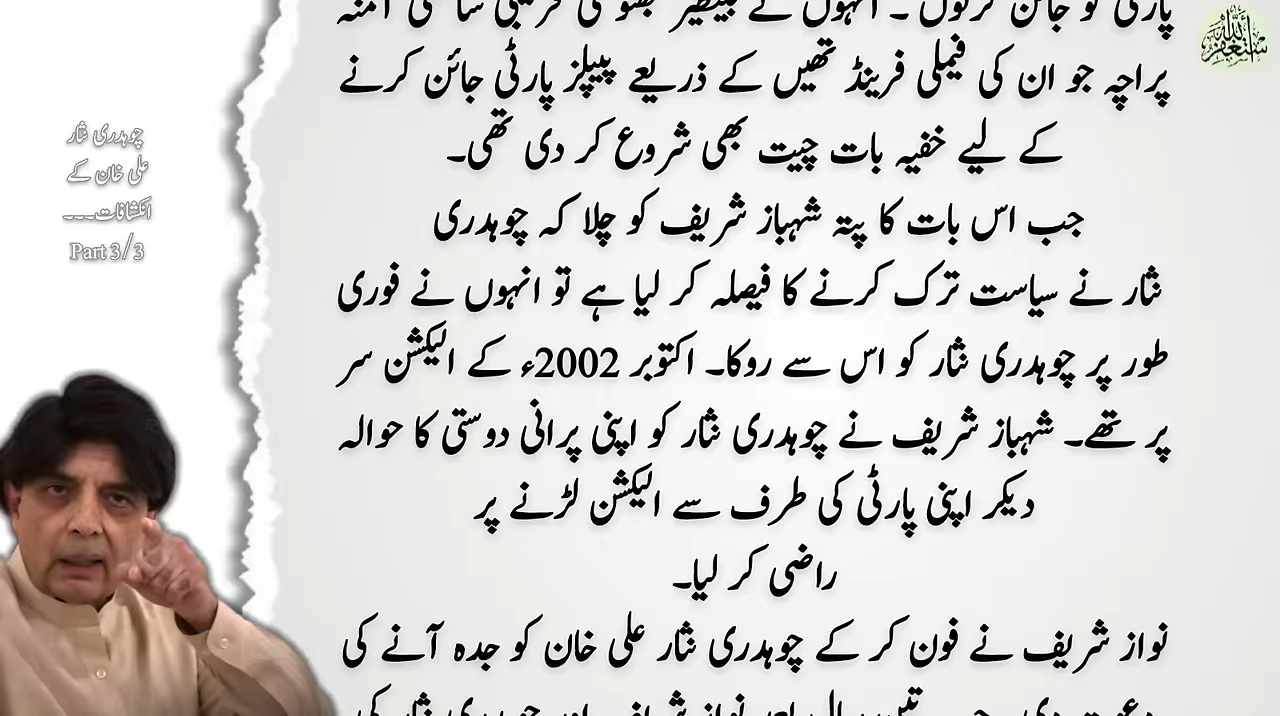 پارٹی کو جائن کرلوں۔ انہوں نے بینظیر بھٹو کی قریبی ساتھی آمنہ
پراچہ جو ان کی فیملی فرینڈ تھیں کے ذریعے پیپلز پارٹی جائن کرنے
کے لیے خفیہ بات چیت بھی شروع کر دی تھی۔
جب اس بات کا پتہ شہباز شریف کو چلا کہ چوہدری
نثار نے سیاست ترک کرنے کا فیصلہ کر لیا ہے تو انہوں نے فوری
طور پر چوہدری نثار کو اس سے روکا۔ اکتوبر 2002ء کے الیکشن سر
پر تھے۔ شہباز شریف نے چوہدری نثار کو اپنی پرانی دوستی کا حوالہ
دیکر اپنی پارٹی کی طرف سے الیکشن لڑنے پر
راضی کر لیا۔
نواز شریف نے فون کر کے چوہدری نثار علی خان کو جدہ آنے کی
چوہدری نثار
علی خان کے
انکشافات۔۔۔
Part 3/3